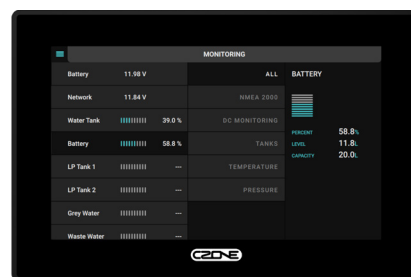 MONITORING
Battery 11.98 V
Network 11.84 V
Water Tank 39.0 %
Battery 58.8 %
LP Tank 1 ---
LP Tank 2 ---
Grey Water ---
Waste Water ---
ALL
NMEA 2000
DC MONITORING
TANKS
TEMPERATURE
PRESSURE
BATTERY
PERCENT 58.8%
LEVEL 11.8L
CAPACITY 20.0L
CZONE